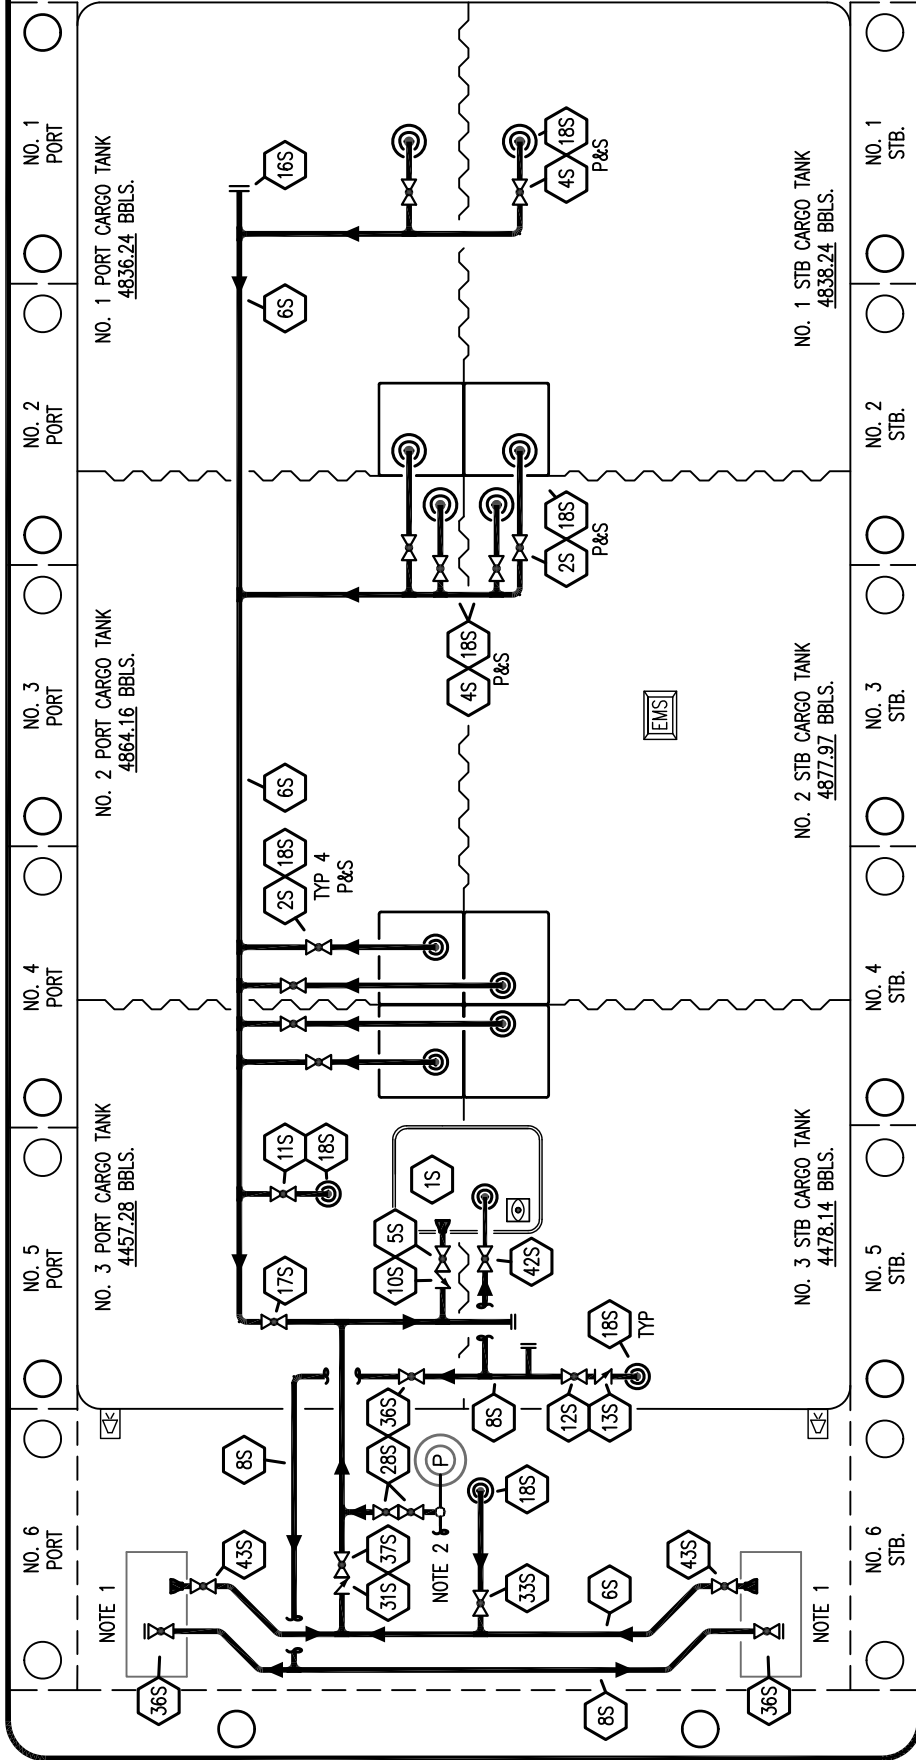 NO. 6
PORT
NO. 5
PORT
NO. 4
PORT
NO. 3
PORT
NO. 2
PORT
NO. 1
PORT
NO. 3 PORT CARGO TANK
4457.28 BBLS.
NO. 2 PORT CARGO TANK
4864.16 BBLS.
NO. 1 PORT CARGO TANK
4836.24 BBLS.
NOTE 1
36S
43S
8S
17S
11S
18S
2S
18S
TYP 4
P&S
6S
6S
16S
31S
37S
28S
36S
NOTE 2
P
10S
5S
1S
4S
18S
P&S
33S
18S
8S
42S
2S
18S
P&S
4S
18S
P&S
12S
13S
18S
TYP
6S
8S
43S
36S
NOTE 1
EMS
NO. 3 STB CARGO TANK
4478.14 BBLS.
NO. 2 STB CARGO TANK
4877.97 BBLS.
NO. 1 STB CARGO TANK
4838.24 BBLS.
NO. 6
STB.
NO. 5
STB.
NO. 4
STB.
NO. 3
STB.
NO. 2
STB.
NO. 1
STB.